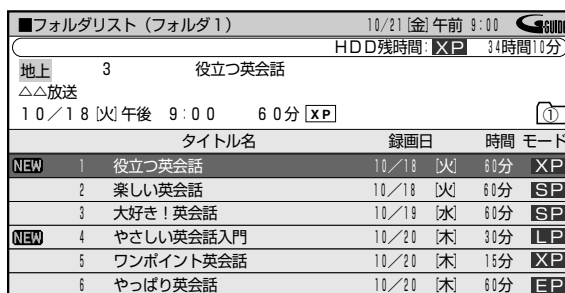 ■フォルダリスト（フォルダ１） 10/21[金]午前 9:00 G-GUIDE
HDD残時間: XP 34時間10分
地上 3 役立つ英会話
△△放送
１０／１８[火]午後 ９:００ ６０分 XP
①
タイトル名 録画日 時間 モード
NEW 1 役立つ英会話 10／18 [火] 60分 XP
2 楽しい英会話 10／18 [火] 60分 SP
3 大好き！英会話 10／19 [水] 60分 SP
NEW 4 やさしい英会話入門 10／20 [木] 30分 LP
5 ワンポイント英会話 10／20 [木] 15分 XP
6 やっぱり英会話 10／20 [木] 60分 EP